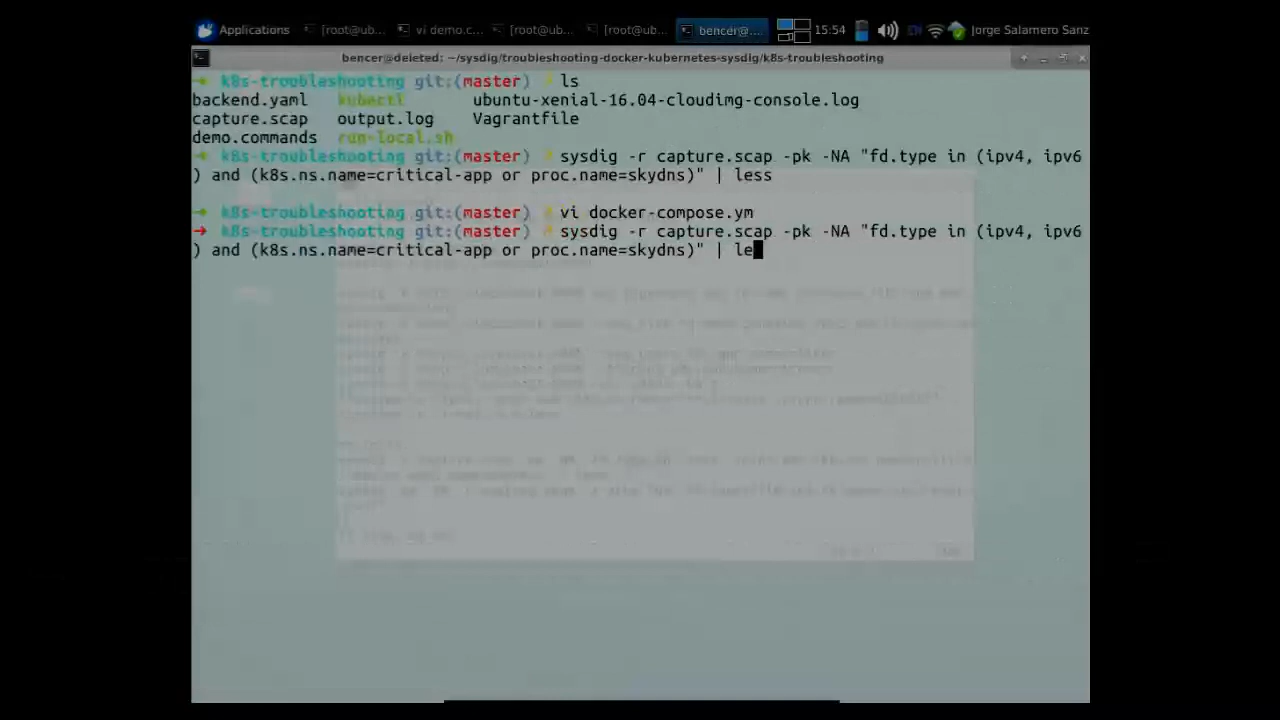 Applications [root@ub... vi demo.c... [root@ub... [root@ub... bencer@... 15:54 EN Jorge Salamero Sanz
bencer@deleted: ~/sysdig/troubleshooting-docker-kubernetes-sysdig/k8s-troubleshooting
→ k8s-troubleshooting git:(master) ls
backend.yaml kubectl ubuntu-xenial-16.04-cloudimg-console.log
capture.scap output.log Vagrantfile
demo.commands run-local.sh
→ k8s-troubleshooting git:(master) sysdig -r capture.scap -pk -NA "fd.type in (ipv4, ipv6
) and (k8s.ns.name=critical-app or proc.name=skydns)" | less
→ k8s-troubleshooting git:(master) vi docker-compose.ym
→ k8s-troubleshooting git:(master) sysdig -r capture.scap -pk -NA "fd.type in (ipv4, ipv6
) and (k8s.ns.name=critical-app or proc.name=skydns)" | le